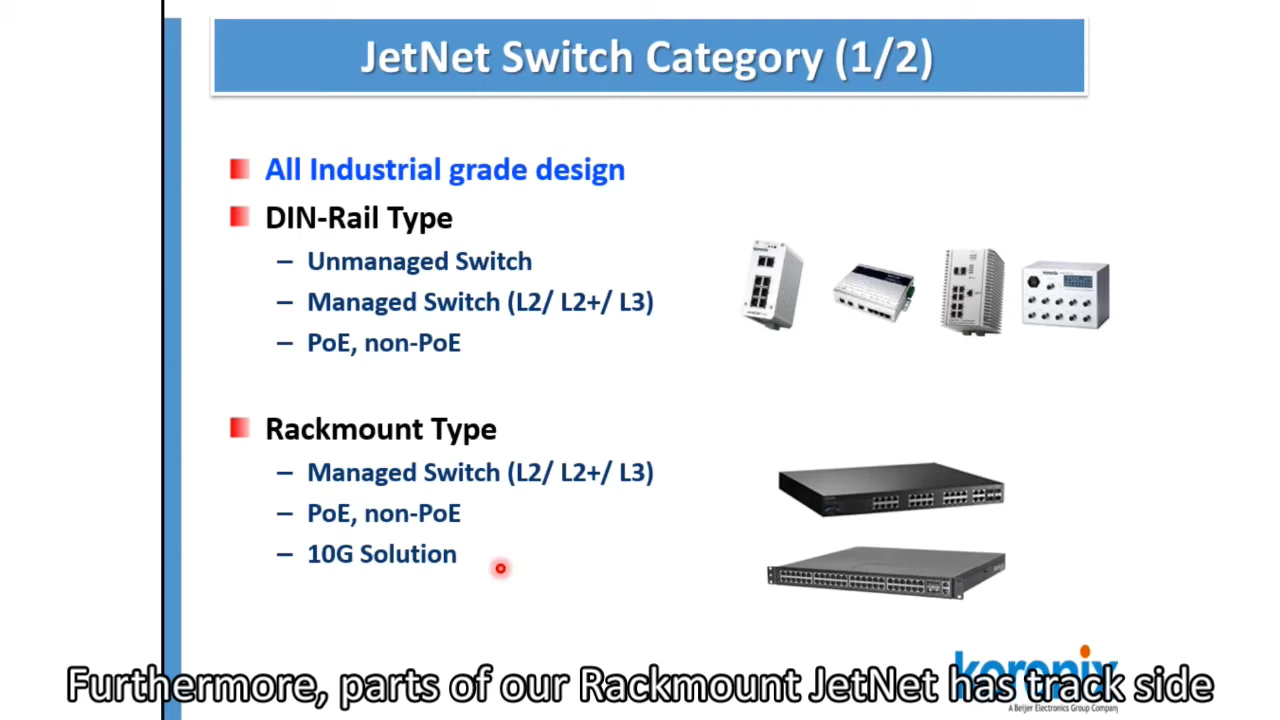 JetNet Switch Category (1/2)
All Industrial grade design
DIN-Rail Type
– Unmanaged Switch
– Managed Switch (L2/ L2+/ L3)
– PoE, non-PoE
Rackmount Type
– Managed Switch (L2/ L2+/ L3)
– PoE, non-PoE
– 10G Solution
korenix
Furthermore, parts of our Rackmount JetNet has track side
A Beijer Electronics Group Company